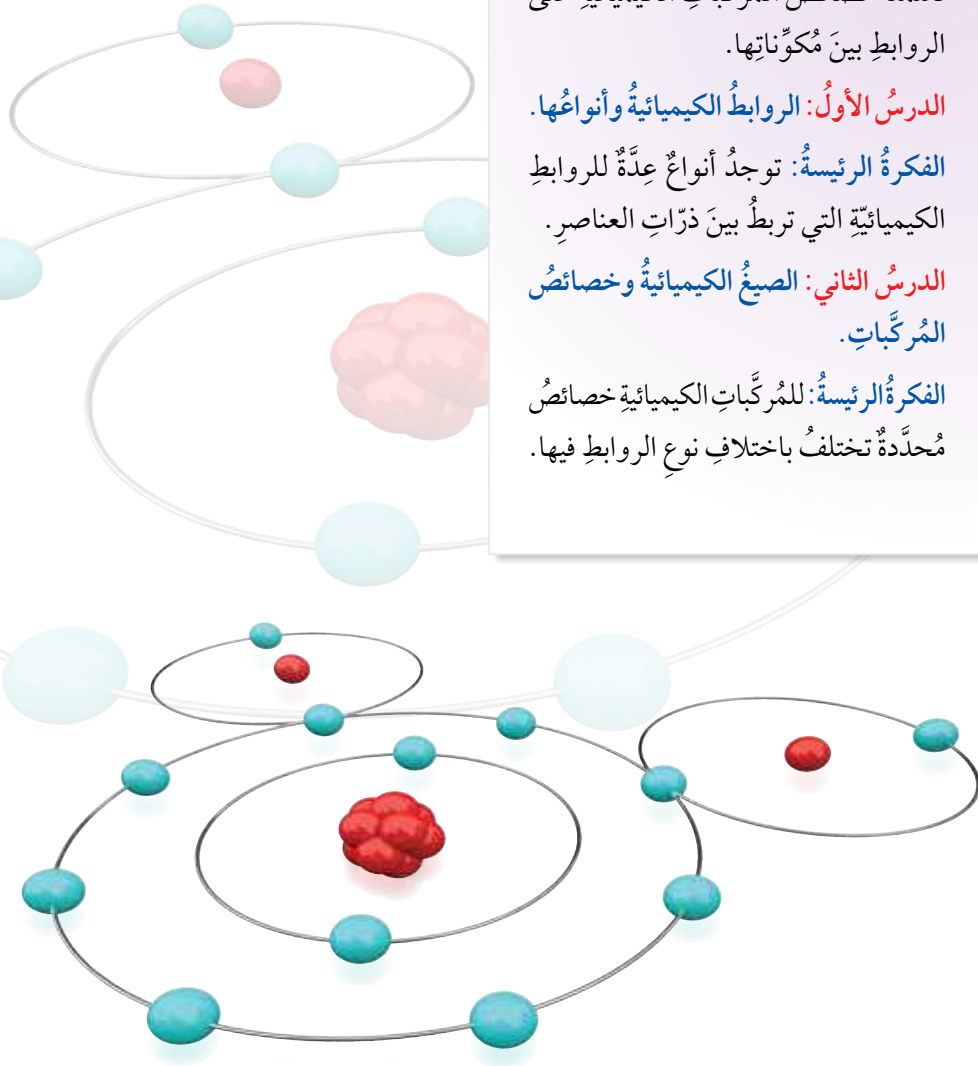 الروابطِ بينَ مُكوِّناتِها.
الدرسُ الأولُ: الروابطُ الكيميائيةُ وأنواعُها.
الفكرةُ الرئيسةُ: توجدُ أنواعٌ عِدَّةٌ للروابطِ
الكيميائيّةِ التي تربطُ بينَ ذرّاتِ العناصرِ.
الدرسُ الثاني: الصيغُ الكيميائيةُ وخصائصُ
المُركَّباتِ.
الفكرةُ الرئيسةُ: للمُركَّباتِ الكيميائيةِ خصائصُ
مُحدَّدةٌ تختلفُ باختلافِ نوعِ الروابطِ فيها.